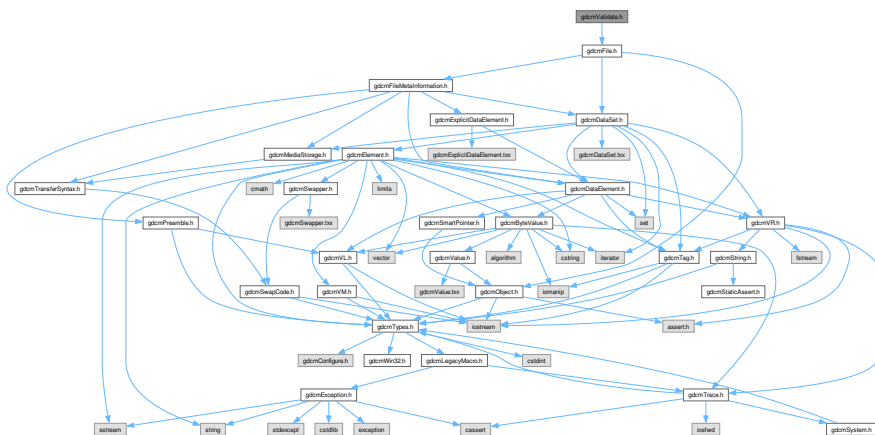 gdcmValidate.h
gdcmFile.h
gdcmFileMetaInformation.h
gdcmExplicitDataElement.h
gdcmDataSet.h
gdcmMediaStorage.h
gdcmElement.h
gdcmExplicitDataElement.txx
gdcmDataSet.txx
gdcmTransferSyntax.h
cmath
gdcmSwapper.h
limits
gdcmDataElement.h
gdcmPreamble.h
gdcmSwapper.txx
gdcmSmartPointer.h
gdcmByteValue.h
set
gdcmVR.h
gdcmVL.h
vector
gdcmValue.h
algorithm
cstring
iterator
gdcmTag.h
gdcmString.h
fstream
gdcmSwapCode.h
gdcmVM.h
gdcmValue.txx
gdcmObject.h
iomanip
gdcmStaticAssert.h
gdcmTypes.h
iostream
assert.h
gdcmConfigure.h
gdcmWin32.h
gdcmLegacyMacro.h
cstdint
gdcmException.h
gdcmTrace.h
sstream
string
stdexcept
cstdlib
exception
cassert
iosfwd
gdcmSystem.h